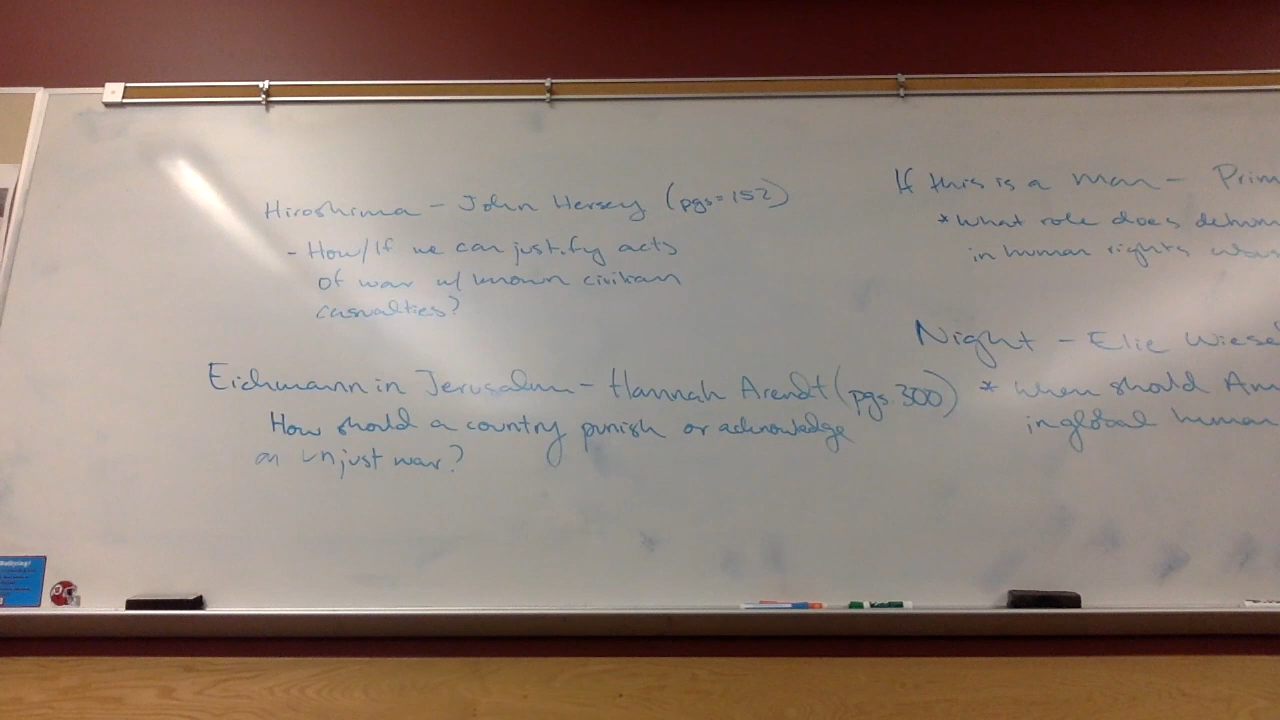 Hiroshima - John Hersey (pgs=152)
- How/If we can justify acts
of war w/ known civilian
casualties?
Eichmann in Jerusalem - Hannah Arendt (pgs. 300)
How should a country punish or acknowledge
an unjust war?
If this is a man - Prim
* what role does dehum
in human rights
Night - Elie Wiese
* when should Am
in global human